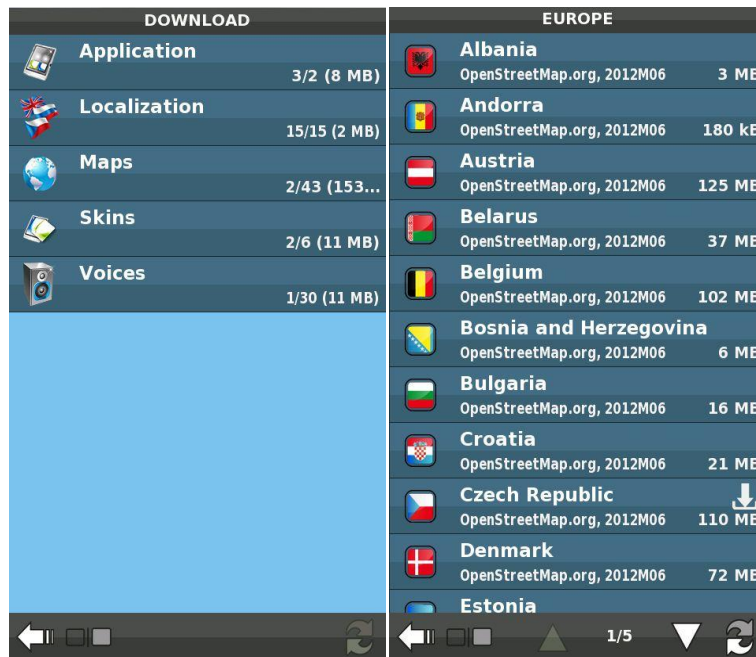 DOWNLOAD
Application
3/2 (8 MB)
Localization
15/15 (2 MB)
Maps
2/43 (153...
Skins
2/6 (11 MB)
Voices
1/30 (11 MB)
EUROPE
Albania
OpenStreetMap.org, 2012M06 3 MB
Andorra
OpenStreetMap.org, 2012M06 180 kB
Austria
OpenStreetMap.org, 2012M06 125 MB
Belarus
OpenStreetMap.org, 2012M06 37 MB
Belgium
OpenStreetMap.org, 2012M06 102 MB
Bosnia and Herzegovina
OpenStreetMap.org, 2012M06 6 MB
Bulgaria
OpenStreetMap.org, 2012M06 16 MB
Croatia
OpenStreetMap.org, 2012M06 21 MB
Czech Republic
OpenStreetMap.org, 2012M06 110 MB
Denmark
OpenStreetMap.org, 2012M06 72 MB
Estonia
1/5